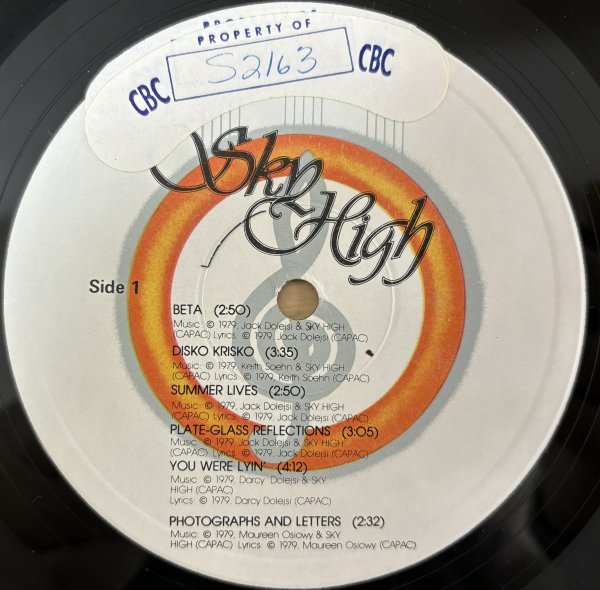 PROPERTY OF
PROPERTY OF
CBC S2163 CBC
Sky High
Side 1
BETA (2:50)
Music: © 1979, Jack Dolejsi & SKY HIGH
(CAPAC) Lyrics: © 1979, Jack Dolejsi (CAPAC)
DISKO KRISKO (3:35)
Music: © 1979, Keith Spehn & SKY HIGH
(CAPAC) Lyrics: © 1979, Keith Spehn (CAPAC)
SUMMER LIVES (2:50)
Music: © 1979, Jack Dolejsi & SKY HIGH
(CAPAC) Lyrics © 1979, Jack Dolejsi (CAPAC)
PLATE-GLASS REFLECTIONS (3:05)
Music: © 1979, Jack Dolejsi & SKY HIGH
(CAPAC) Lyrics © 1979, Jack Dolejsi (CAPAC)
YOU WERE LYIN' (4:12)
Music: © 1979, Darcy Dolejsi & SKY
HIGH (CAPAC)
Lyrics: © 1979, Darcy Dolejsi (CAPAC)
PHOTOGRAPHS AND LETTERS (2:32)
Music: © 1979, Maureen Osiowy & SKY
HIGH (CAPAC) Lyrics © 1979, Maureen Osiowy (CAPAC)